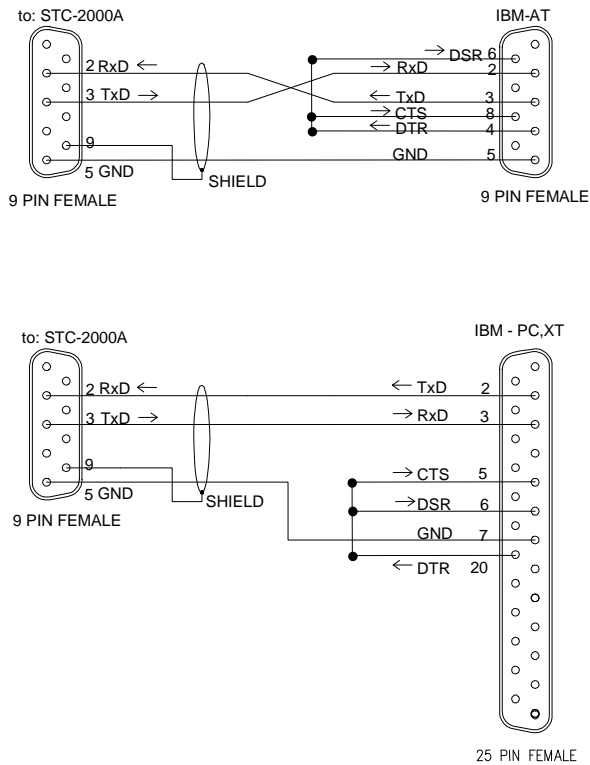 to: STC-2000A
IBM-AT
DSR 6
2 RxD
RxD 2
3 TxD
TxD 3
CTS 8
DTR 4
9
GND 5
5 GND
SHIELD
9 PIN FEMALE
9 PIN FEMALE
to: STC-2000A
IBM - PC,XT
2 RxD
TxD 2
3 TxD
RxD 3
9
CTS 5
5 GND
SHIELD
DSR 6
9 PIN FEMALE
GND 7
DTR 20
25 PIN FEMALE